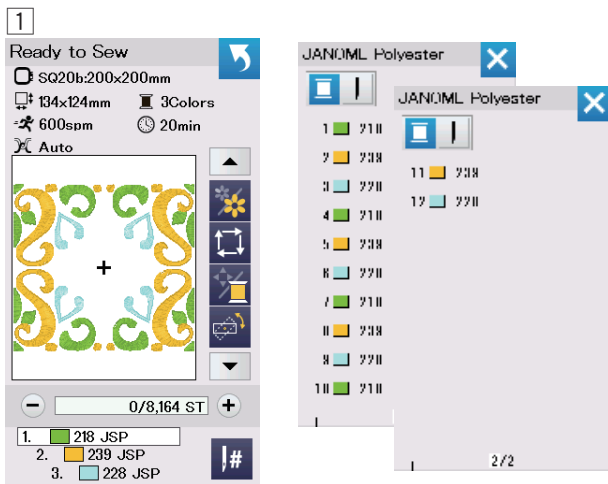 1
Ready to Sew
SQ20b:200x200mm
134x124mm 3Colors
600spm 20min
Auto
0/8,164 ST
1. 218 JSP
2. 239 JSP
3. 228 JSP
#
JANOME Polyester
1 218
2 239
3 228
4 218
5 239
6 228
7 218
8 239
9 228
10 218
JANOME Polyester
11 239
12 228
2/2